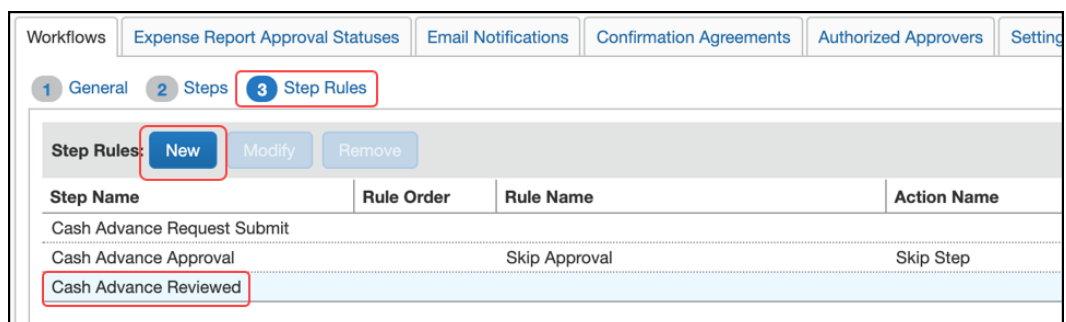 Workflows Expense Report Approval Statuses Email Notifications Confirmation Agreements Authorized Approvers Setting
1 General 2 Steps 3 Step Rules
Step Rules: New Modify Remove
Step Name Rule Order Rule Name Action Name
Cash Advance Request Submit
Cash Advance Approval Skip Approval Skip Step
Cash Advance Reviewed